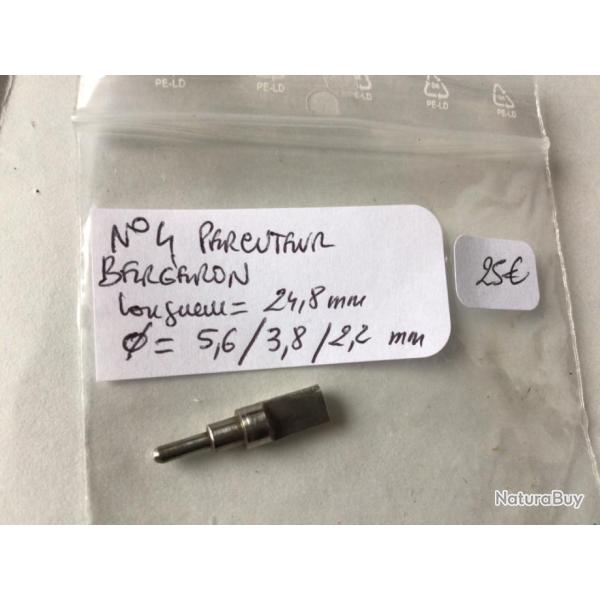 PE-LD PE-LD PE-LD PE-LD
N°4 PERCUTEUR
BERGERON
longueur = 24,8 mm
Ø = 5,6/3,8/2,2 mm
25€
NaturaBuy